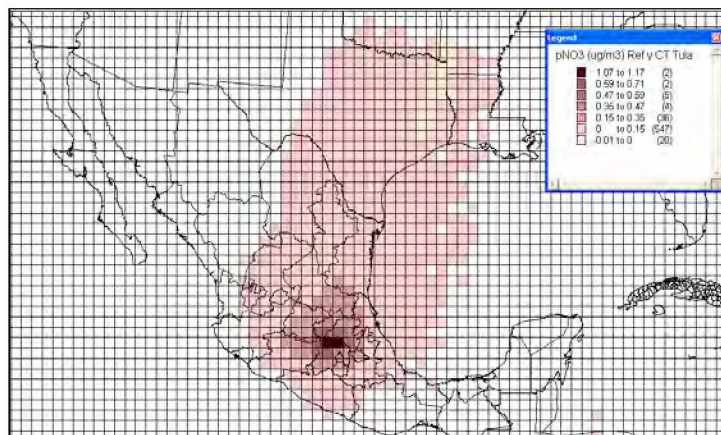 Legend
pNO3 (ug/m3) Ref y CT Tula
1.07 to 1.17 (2)
0.59 to 0.71 (2)
0.47 to 0.59 (5)
0.35 to 0.47 (4)
0.15 to 0.35 (36)
0 to 0.15 (547)
-0.01 to 0 (20)